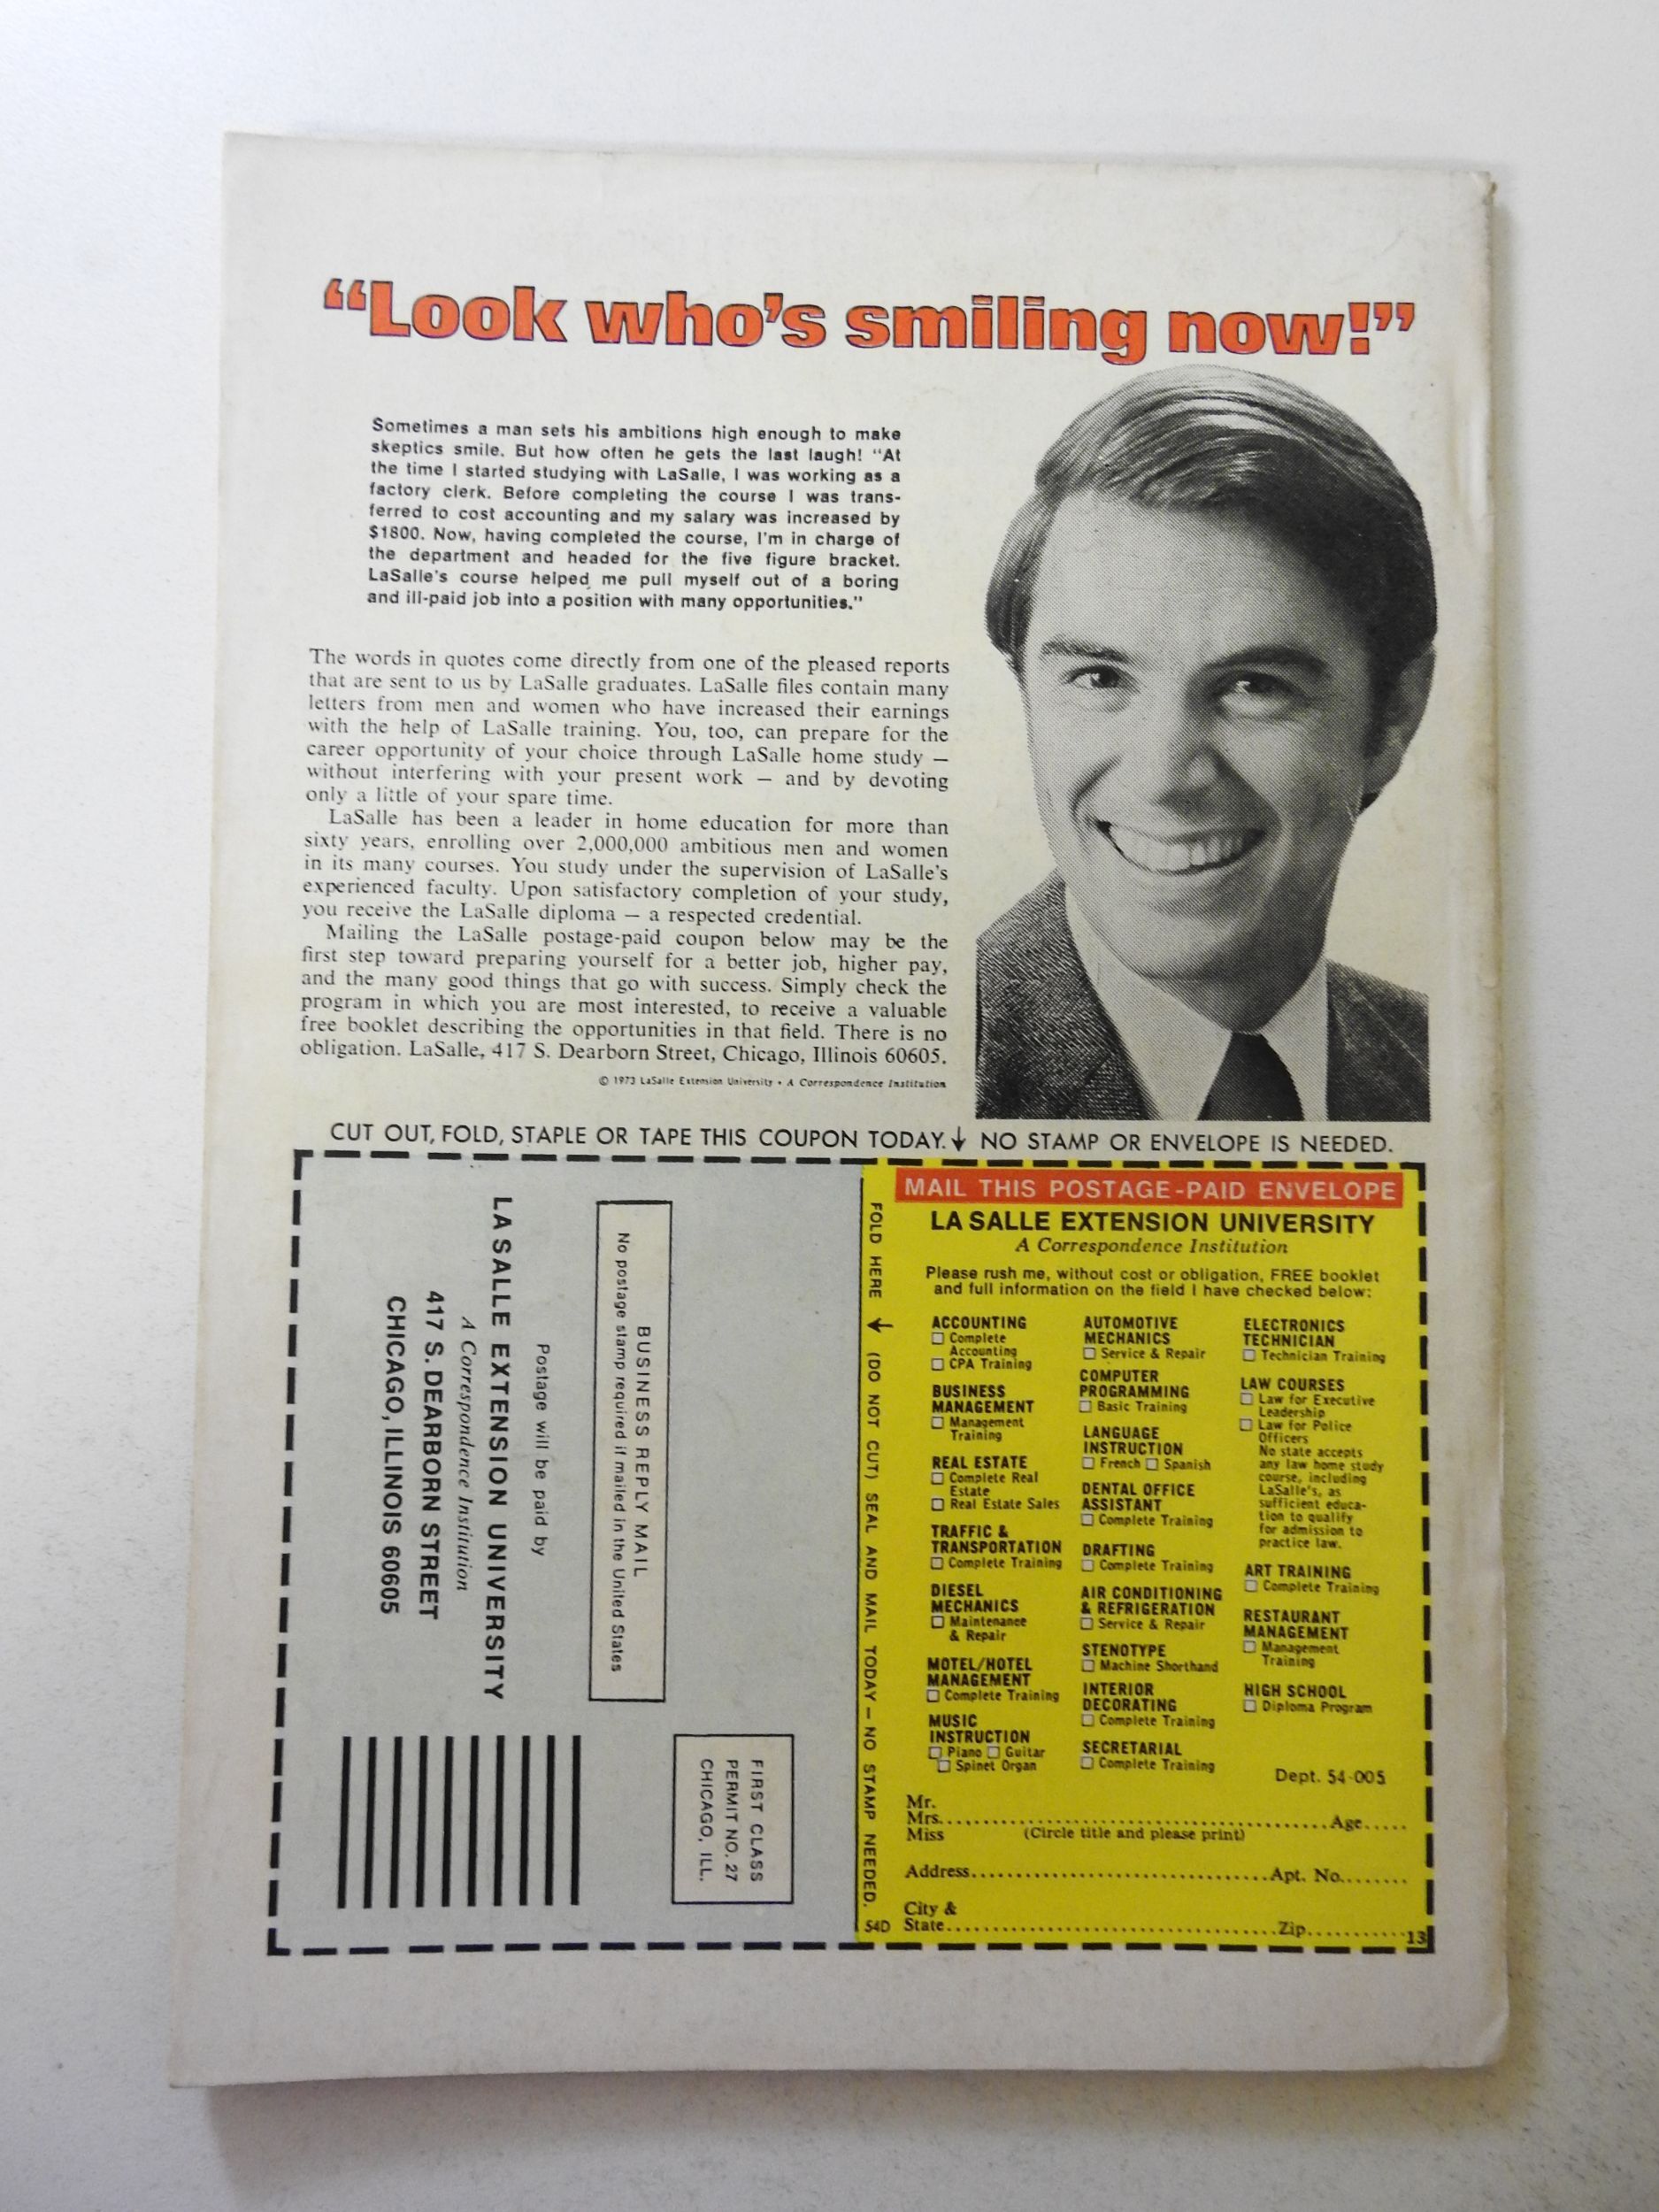 “Look who's smiling now!”
Sometimes a man sets his ambitions high enough to make
skeptics smile. But how often he gets the last laugh! “At
the time I started studying with LaSalle, I was working as a
factory clerk. Before completing the course I was trans-
ferred to cost accounting and my salary was increased by
$1800. Now, having completed the course, I'm in charge of
the department and headed for the five figure bracket.
LaSalle's course helped me pull myself out of a boring
and ill-paid job into a position with many opportunities.”
The words in quotes come directly from one of the pleased reports
that are sent to us by LaSalle graduates. LaSalle files contain many
letters from men and women who have increased their earnings
with the help of LaSalle training. You, too, can prepare for the
career opportunity of your choice through LaSalle home study —
without interfering with your present work — and by devoting
only a little of your spare time.
LaSalle has been a leader in home education for more than
sixty years, enrolling over 2,000,000 ambitious men and women
in its many courses. You study under the supervision of LaSalle's
experienced faculty. Upon satisfactory completion of your study,
you receive the LaSalle diploma — a respected credential.
Mailing the LaSalle postage-paid coupon below may be the
first step toward preparing yourself for a better job, higher pay,
and the many good things that go with success. Simply check the
program in which you are most interested, to receive a valuable
free booklet describing the opportunities in that field. There is no
obligation. LaSalle, 417 S. Dearborn Street, Chicago, Illinois 60605.
© 1973 LaSalle Extension University • A Correspondence Institution
CUT OUT, FOLD, STAPLE OR TAPE THIS COUPON TODAY. ↓ NO STAMP OR ENVELOPE IS NEEDED.
FIRST CLASS
PERMIT NO. 27
CHICAGO, ILL.
BUSINESS REPLY MAIL
No postage stamp required if mailed in the United States
Postage will be paid by
LA SALLE EXTENSION UNIVERSITY
A Correspondence Institution
417 S. DEARBORN STREET
CHICAGO, ILLINOIS 60605
FOLD HERE ↓ (DO NOT CUT) SEAL AND MAIL TODAY — NO STAMP NEEDED.
54D
MAIL THIS POSTAGE-PAID ENVELOPE
LA SALLE EXTENSION UNIVERSITY
A Correspondence Institution
Please rush me, without cost or obligation, FREE booklet
and full information on the field I have checked below:
ACCOUNTING
☐ Complete
Accounting
☐ CPA Training
BUSINESS
MANAGEMENT
☐ Management
Training
REAL ESTATE
☐ Complete Real
Estate
☐ Real Estate Sales
TRAFFIC &
TRANSPORTATION
☐ Complete Training
DIESEL
MECHANICS
☐ Maintenance
& Repair
MOTEL/HOTEL
MANAGEMENT
☐ Complete Training
MUSIC
INSTRUCTION
☐ Piano ☐ Guitar
☐ Spinet Organ
AUTOMOTIVE
MECHANICS
☐ Service & Repair
COMPUTER
PROGRAMMING
☐ Basic Training
LANGUAGE
INSTRUCTION
☐ French ☐ Spanish
DENTAL OFFICE
ASSISTANT
☐ Complete Training
DRAFTING
☐ Complete Training
AIR CONDITIONING
& REFRIGERATION
☐ Service & Repair
STENOTYPE
☐ Machine Shorthand
INTERIOR
DECORATING
☐ Complete Training
SECRETARIAL
☐ Complete Training
ELECTRONICS
TECHNICIAN
☐ Technician Training
LAW COURSES
☐ Law for Executive
Leadership
☐ Law for Police
Officers
No state accepts
any law home study
course, including
LaSalle's, as
sufficient educa-
tion to qualify
for admission to
practice law.
ART TRAINING
☐ Complete Training
RESTAURANT
MANAGEMENT
☐ Management
Training
HIGH SCHOOL
☐ Diploma Program
Dept. 54-005
Mr.
Mrs. Age
Miss (Circle title and please print)
Address Apt. No.
City &
State Zip 13